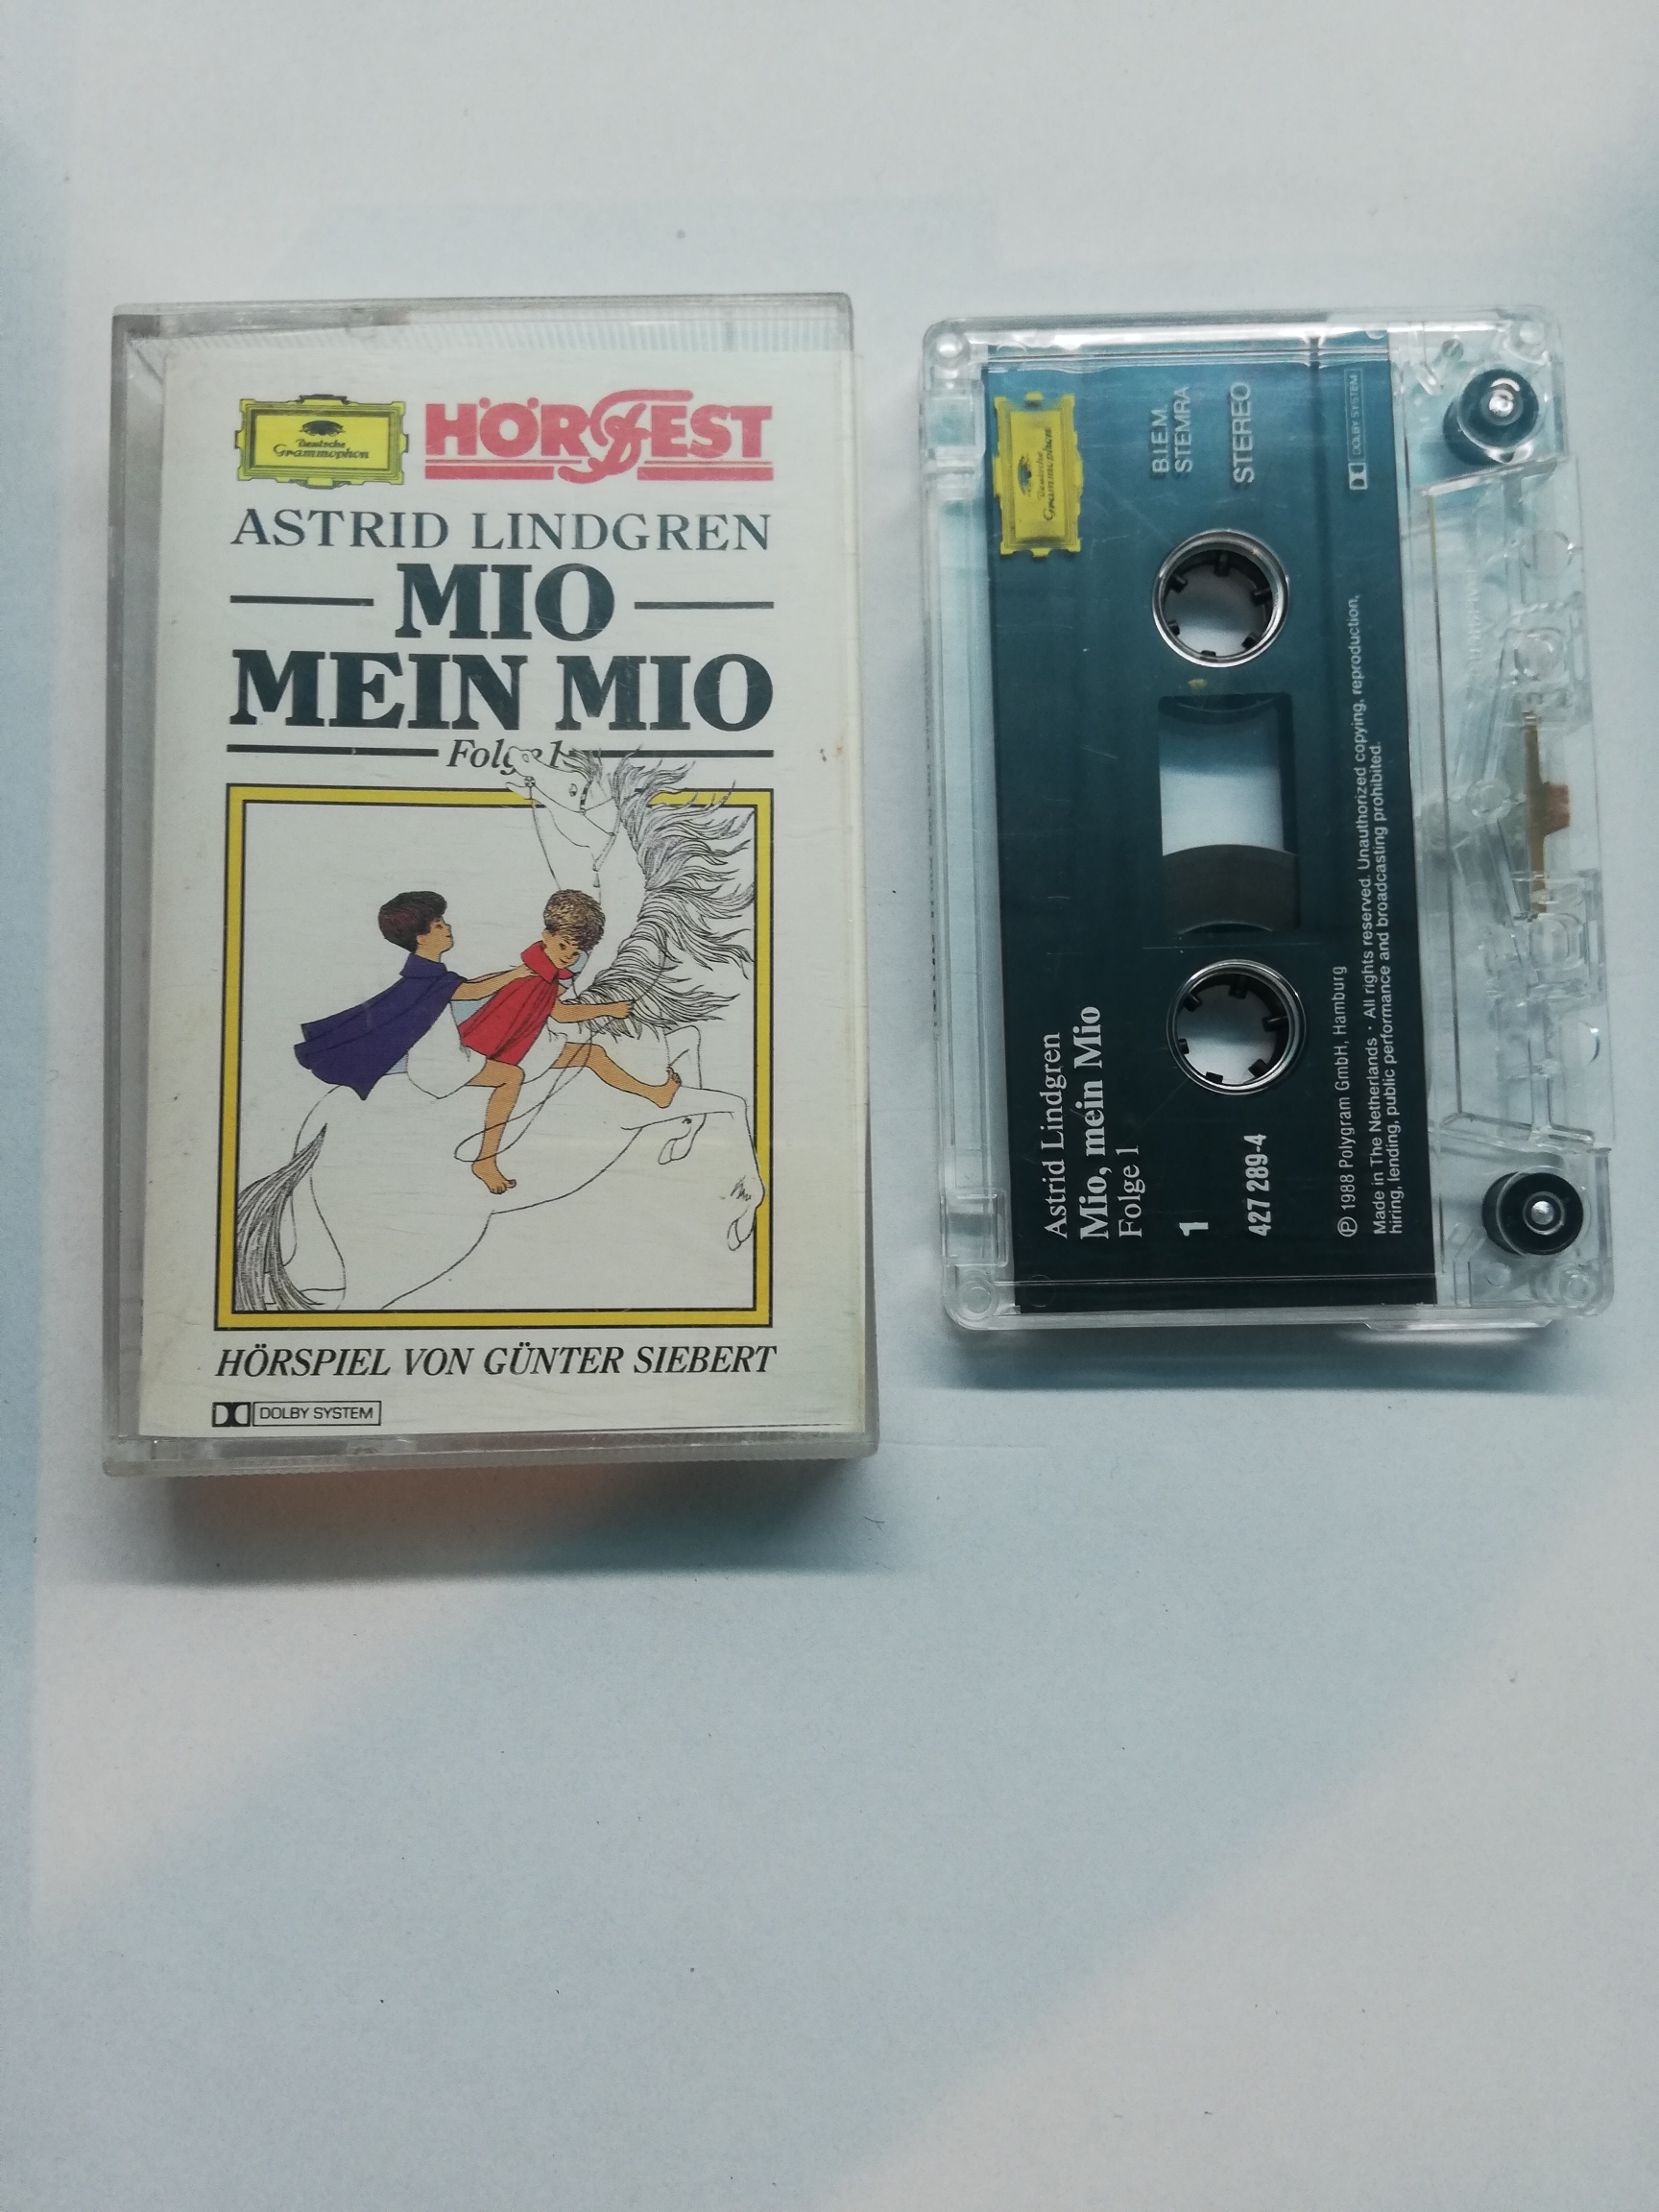 Deutsche
Grammophon
HÖRFEST
ASTRID LINDGREN
MIO
MEIN MIO
Folge 1
HÖRSPIEL VON GÜNTER SIEBERT
DOLBY SYSTEM
Deutsche
Grammophon
B.I.E.M.
STEMRA
STEREO
DOLBY SYSTEM
Astrid Lindgren
Mio, mein Mio
Folge 1
1
427 289-4
℗ 1988 Polygram GmbH, Hamburg
Made in The Netherlands · All rights reserved. Unauthorized copying, reproduction,
hiring, lending, public performance and broadcasting prohibited.